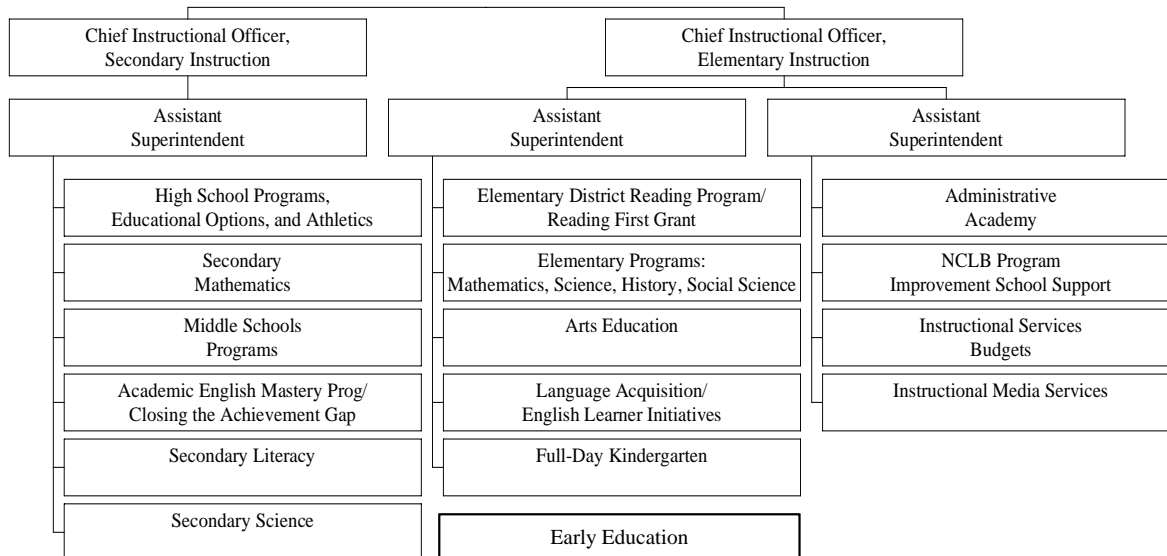 Chief Instructional Officer,
Secondary Instruction
Chief Instructional Officer,
Elementary Instruction
Assistant
Superintendent
Assistant
Superintendent
Assistant
Superintendent
High School Programs,
Educational Options, and Athletics
Secondary
Mathematics
Middle Schools
Programs
Academic English Mastery Prog/
Closing the Achievement Gap
Secondary Literacy
Secondary Science
Elementary District Reading Program/
Reading First Grant
Elementary Programs:
Mathematics, Science, History, Social Science
Arts Education
Language Acquisition/
English Learner Initiatives
Full-Day Kindergarten
Early Education
Administrative
Academy
NCLB Program
Improvement School Support
Instructional Services
Budgets
Instructional Media Services